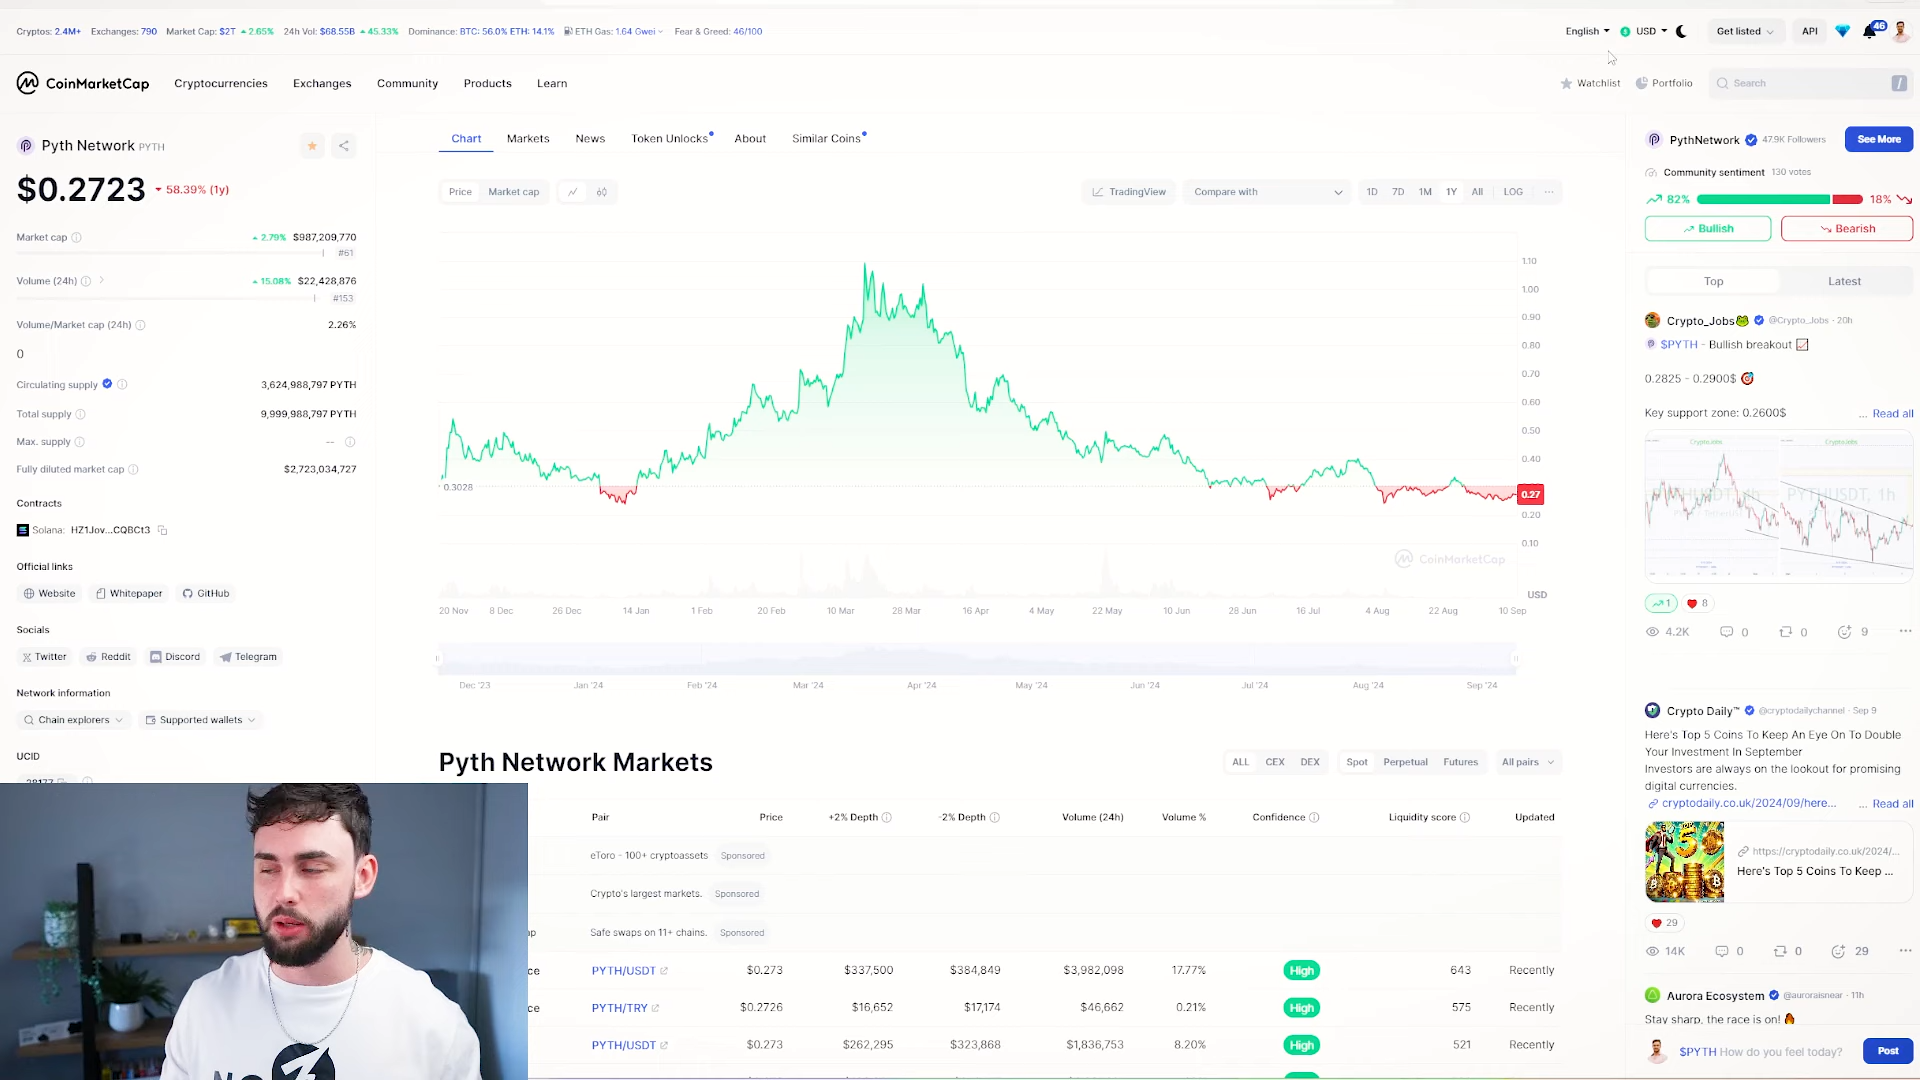 Cryptos: 2.4M+ Exchanges: 790 Market Cap: $2T 2.65% 24h Vol: $68.55B 45.33% Dominance: BTC: 56.0% ETH: 14.1% ETH Gas: 1.64 Gwei Fear & Greed: 46/100
English USD Get listed API 46
CoinMarketCap Cryptocurrencies Exchanges Community Products Learn
Watchlist Portfolio Search /
Pyth Network PYTH
$0.2723 58.39% (1y)
Market cap 2.79% $987,209,770
#61
Volume (24h) 15.08% $22,428,876
#153
Volume/Market cap (24h) 2.26%
0
Circulating supply 3,624,988,797 PYTH
Total supply 9,999,988,797 PYTH
Max. supply --
Fully diluted market cap $2,723,034,727
Contracts
Solana: HZ1Jov...CQBCt3
Official links
Website Whitepaper GitHub
Socials
Twitter Reddit Discord Telegram
Network information
Chain explorers Supported wallets
UCID
28177
Chart Markets News Token Unlocks About Similar Coins
Price Market cap TradingView Compare with 1D 7D 1M 1Y All LOG ...
1.10
1.00
0.90
0.80
0.70
0.60
0.50
0.40
0.3028
0.27
0.20
0.10
CoinMarketCap
USD
20 Nov 8 Dec 26 Dec 14 Jan 1 Feb 20 Feb 10 Mar 28 Mar 16 Apr 4 May 22 May 10 Jun 28 Jun 16 Jul 4 Aug 22 Aug 10 Sep
Dec '23 Jan '24 Feb '24 Mar '24 Apr '24 May '24 Jun '24 Jul '24 Aug '24 Sep '24
Pyth Network Markets
ALL CEX DEX Spot Perpetual Futures All pairs
Pair Price +2% Depth -2% Depth Volume (24h) Volume % Confidence Liquidity score Updated
eToro - 100+ cryptoassets Sponsored
Crypto's largest markets. Sponsored
ap Safe swaps on 11+ chains. Sponsored
ce PYTH/USDT $0.273 $337,500 $384,849 $3,982,098 17.77% High 643 Recently
ce PYTH/TRY $0.2726 $16,652 $17,174 $46,662 0.21% High 575 Recently
PYTH/USDT $0.273 $262,295 $323,868 $1,836,753 8.20% High 521 Recently
PythNetwork 47.9K Followers See More
Community sentiment 130 votes
82% 18%
Bullish Bearish
Top Latest
Crypto_Jobs @Crypto_Jobs · 20h
$PYTH - Bullish breakout
0.2825 - 0.2900$
Key support zone: 0.2600$ ... Read all
PYTHUSDT, 1h
1 8
4.2K 0 0 9 ...
Crypto Daily™ @cryptodailychannel · Sep 9
Here's Top 5 Coins To Keep An Eye On To Double
Your Investment In September
Investors are always on the lookout for promising
digital currencies.
cryptodaily.co.uk/2024/09/here... ... Read all
5
https://cryptodaily.co.uk/2024/...
Here's Top 5 Coins To Keep ...
29
14K 0 0 29 ...
Aurora Ecosystem @auroraisnear · 11h
Stay sharp, the race is on!
$PYTH How do you feel today? Post